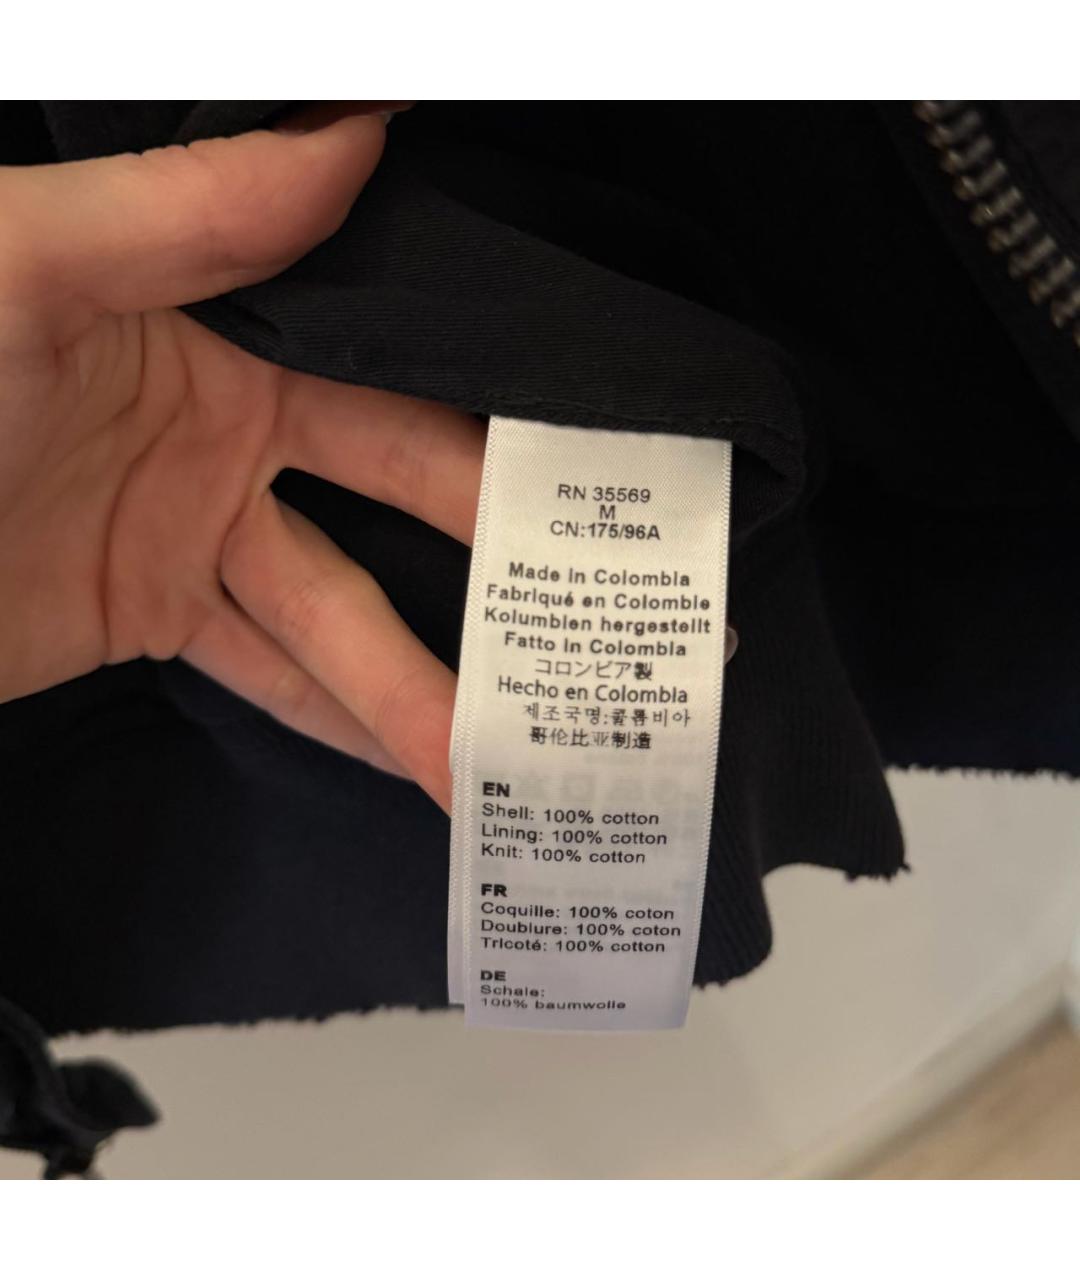 RN 35569
M
CN:175/96A
Made in Colombia
Fabriqué en Colombie
Kolumbien hergestellt
Fatto in Colombia
コロンビア製
Hecho en Colombia
제조국명:콜롬비아
哥伦比亚制造
EN
Shell: 100% cotton
Lining: 100% cotton
Knit: 100% cotton
FR
Coquille: 100% coton
Doublure: 100% coton
Tricoté: 100% cotton
DE
Schale:
100% baumwolle